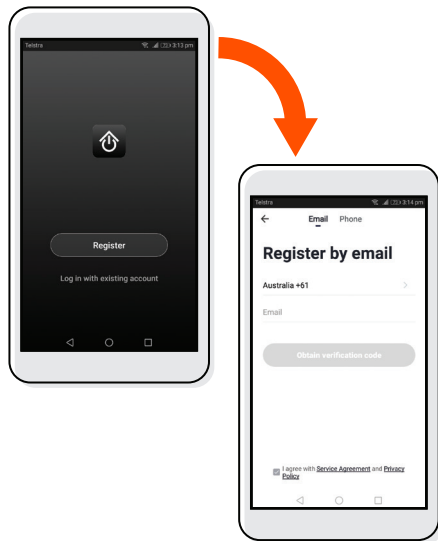 Telstra 3:13 pm
Register
Log in with existing account
Telstra 3:14 pm
Email Phone
Register by email
Australia +61
Email
Obtain verification code
I agree with Service Agreement and Privacy
Policy